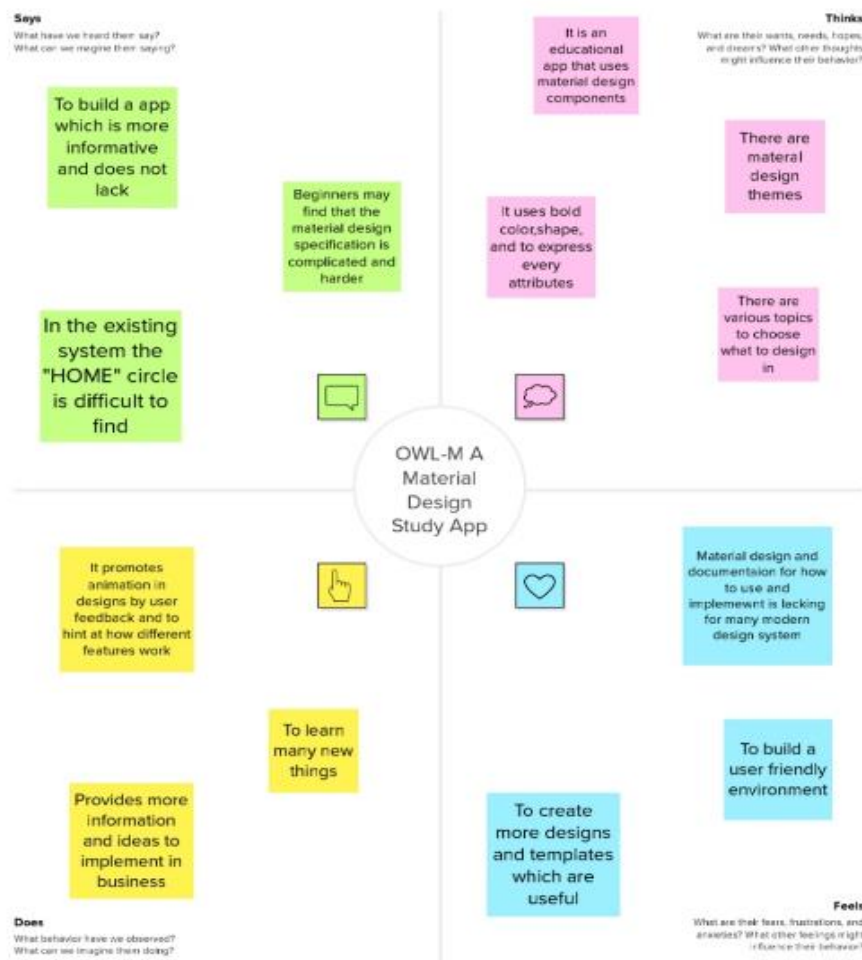 Says
What have we heard them say?
What can we megine them saying?
To build a app
which is more
informative
and does not
lack
Beginners may
find that the
material design
specification is
complicated and
harder
In the existing
system the
"HOME" circle
is difficult to
find
It is an
educational
app that uses
material design
components
Thinks
What are their wants, needs, hopes,
and dreams? What other thoughts
might influence their behavior?
There are
materal
design
themes
It uses bold
color,shape,
and to express
every
attributes
There are
various topics
to choose
what to design
in
OWL-M A
Material
Design
Study App
It promotes
animation in
designs by user
feedback and to
hint at how different
features work
To learn
many new
things
Provides more
information
and ideas to
implement in
business
Does
What behavior have we observed?
What can we imagine them doing?
Material design and
documentaion for how
to use and
implemewnt is lacking
for many modern
design system
To build a
user friendly
environment
To create
more designs
and templates
which are
useful
Feels
What are their fears, frustrations, and
anxieties? What other feelings might
influence their behavior?